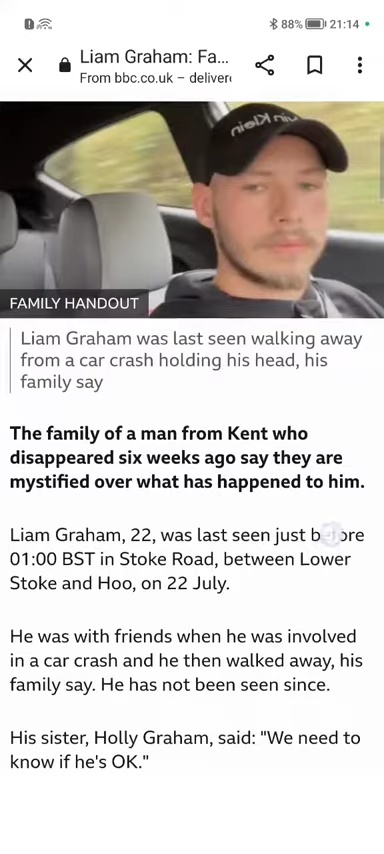 88% 21:14
Liam Graham: Fa...
From bbc.co.uk – deliver
FAMILY HANDOUT
Liam Graham was last seen walking away
from a car crash holding his head, his
family say
The family of a man from Kent who
disappeared six weeks ago say they are
mystified over what has happened to him.
Liam Graham, 22, was last seen just before
01:00 BST in Stoke Road, between Lower
Stoke and Hoo, on 22 July.
He was with friends when he was involved
in a car crash and he then walked away, his
family say. He has not been seen since.
His sister, Holly Graham, said: "We need to
know if he's OK."